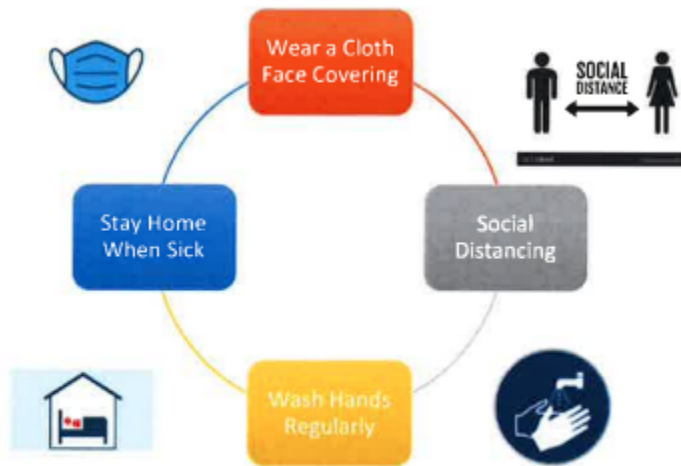 Wear a Cloth
Face Covering
SOCIAL
DISTANCE
Stay Home
When Sick
Social
Distancing
Wash Hands
Regularly